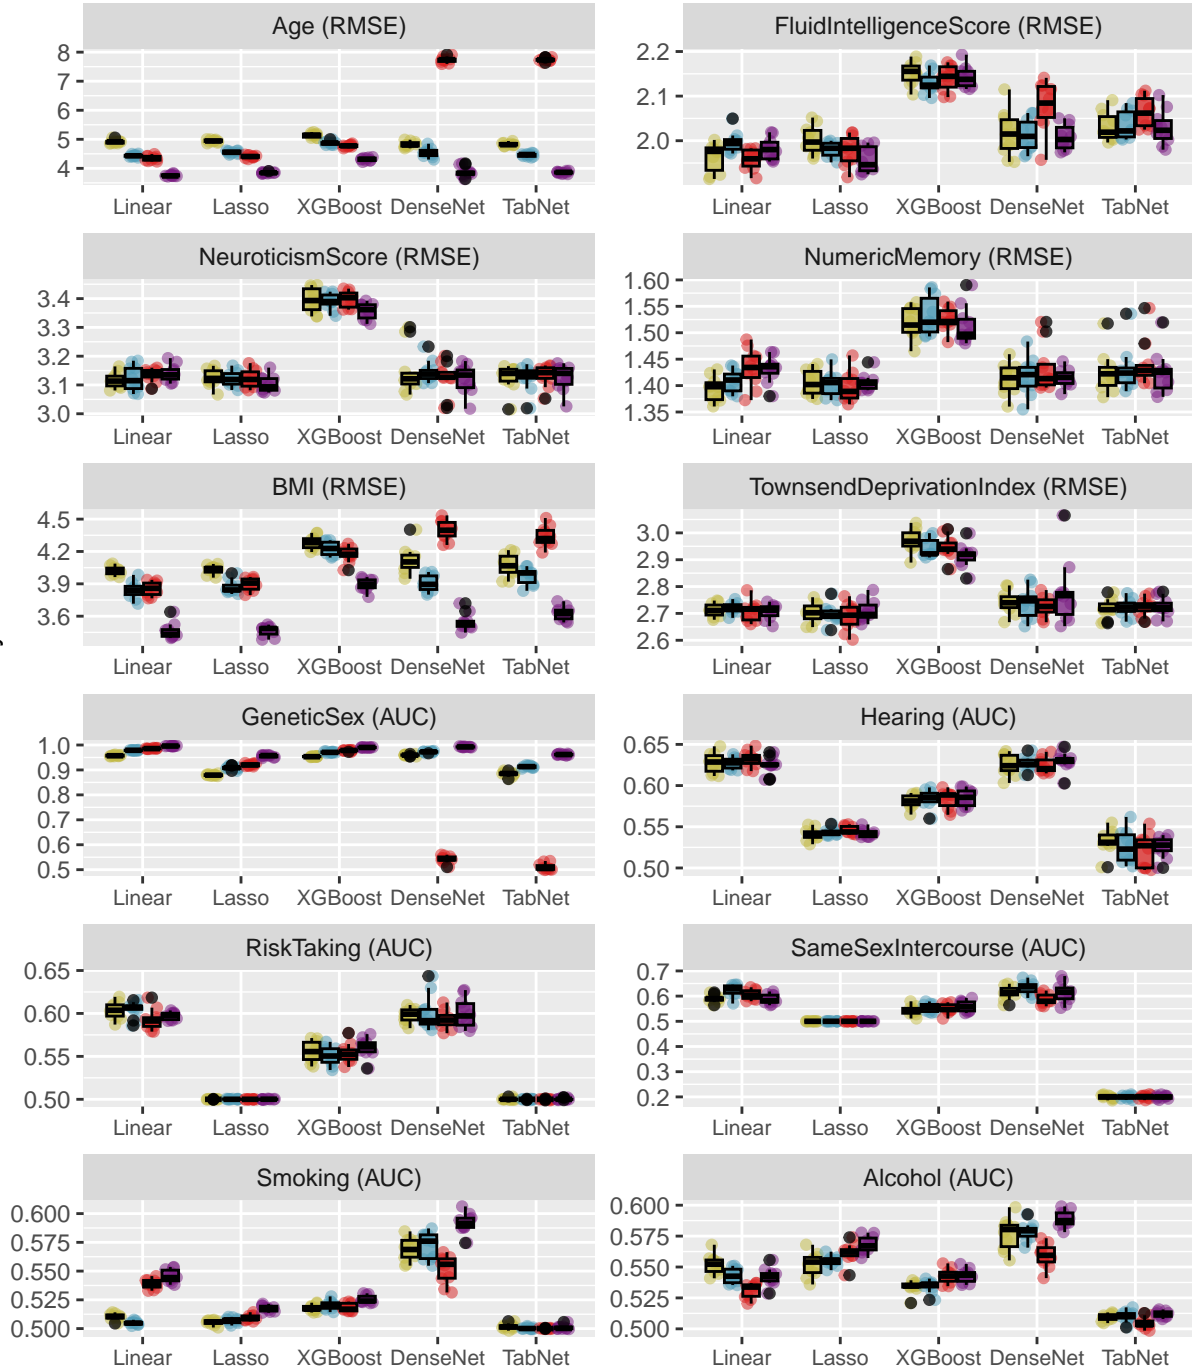 Age (RMSE)
8
7
6
5
4
Linear Lasso XGBoost DenseNet TabNet
FluidIntelligenceScore (RMSE)
2.2
2.1
2.0
Linear Lasso XGBoost DenseNet TabNet
NeuroticismScore (RMSE)
3.4
3.3
3.2
3.1
3.0
Linear Lasso XGBoost DenseNet TabNet
NumericMemory (RMSE)
1.60
1.55
1.50
1.45
1.40
1.35
Linear Lasso XGBoost DenseNet TabNet
BMI (RMSE)
4.5
4.2
3.9
3.6
Linear Lasso XGBoost DenseNet TabNet
TownsendDeprivationIndex (RMSE)
3.0
2.9
2.8
2.7
2.6
Linear Lasso XGBoost DenseNet TabNet
GeneticSex (AUC)
1.0
0.9
0.8
0.7
0.6
0.5
Linear Lasso XGBoost DenseNet TabNet
Hearing (AUC)
0.65
0.60
0.55
0.50
Linear Lasso XGBoost DenseNet TabNet
RiskTaking (AUC)
0.65
0.60
0.55
0.50
Linear Lasso XGBoost DenseNet TabNet
SameSexIntercourse (AUC)
0.7
0.6
0.5
0.4
0.3
0.2
Linear Lasso XGBoost DenseNet TabNet
Smoking (AUC)
0.600
0.575
0.550
0.525
0.500
Linear Lasso XGBoost DenseNet TabNet
Alcohol (AUC)
0.600
0.575
0.550
0.525
0.500
Linear Lasso XGBoost DenseNet TabNet